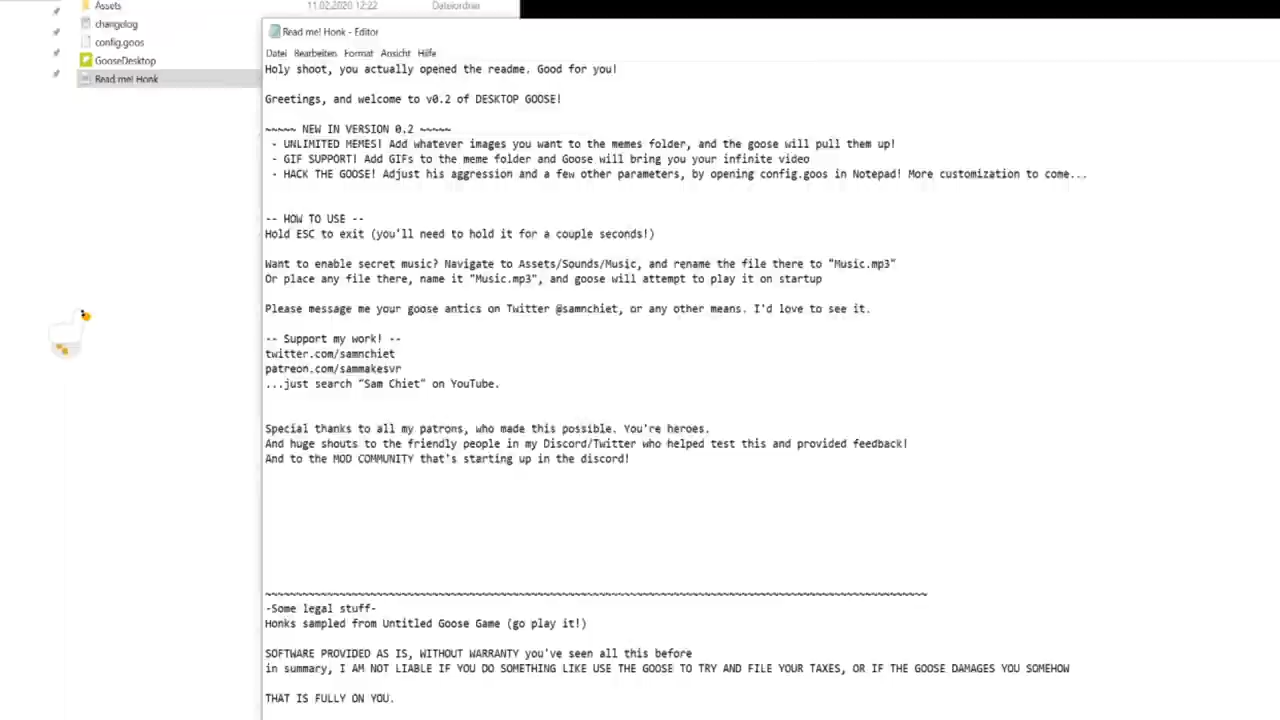 Assets 11.02.2020 12:22 Dateiordner
changelog
config.goos
GooseDesktop
Read me! Honk
Read me! Honk - Editor
Datei Bearbeiten Format Ansicht Hilfe
Holy shoot, you actually opened the readme. Good for you!
Greetings, and welcome to v0.2 of DESKTOP GOOSE!
~~~~~ NEW IN VERSION 0.2 ~~~~~
- UNLIMITED MEMES! Add whatever images you want to the memes folder, and the goose will pull them up!
- GIF SUPPORT! Add GIFs to the meme folder and Goose will bring you your infinite video
- HACK THE GOOSE! Adjust his aggression and a few other parameters, by opening config.goos in Notepad! More customization to come...
-- HOW TO USE --
Hold ESC to exit (you'll need to hold it for a couple seconds!)
Want to enable secret music? Navigate to Assets/Sounds/Music, and rename the file there to "Music.mp3"
Or place any file there, name it "Music.mp3", and goose will attempt to play it on startup
Please message me your goose antics on Twitter @samnchiet, or any other means. I'd love to see it.
-- Support my work! --
twitter.com/samnchiet
patreon.com/sammakesvr
...just search “Sam Chiet” on YouTube.
Special thanks to all my patrons, who made this possible. You're heroes.
And huge shouts to the friendly people in my Discord/Twitter who helped test this and provided feedback!
And to the MOD COMMUNITY that's starting up in the discord!
~~~~~~~~~~~~~~~~~~~~~~~~~~~~~~~~~~~~~~~~~~~~~~~~~~~~~~~~~~~~~~~~~~~~~~~~~~~~~~~~~~~~~~~~~~~~~~~~~~~~~~~~~~~
-Some legal stuff-
Honks sampled from Untitled Goose Game (go play it!)
SOFTWARE PROVIDED AS IS, WITHOUT WARRANTY you've seen all this before
in summary, I AM NOT LIABLE IF YOU DO SOMETHING LIKE USE THE GOOSE TO TRY AND FILE YOUR TAXES, OR IF THE GOOSE DAMAGES YOU SOMEHOW
THAT IS FULLY ON YOU.